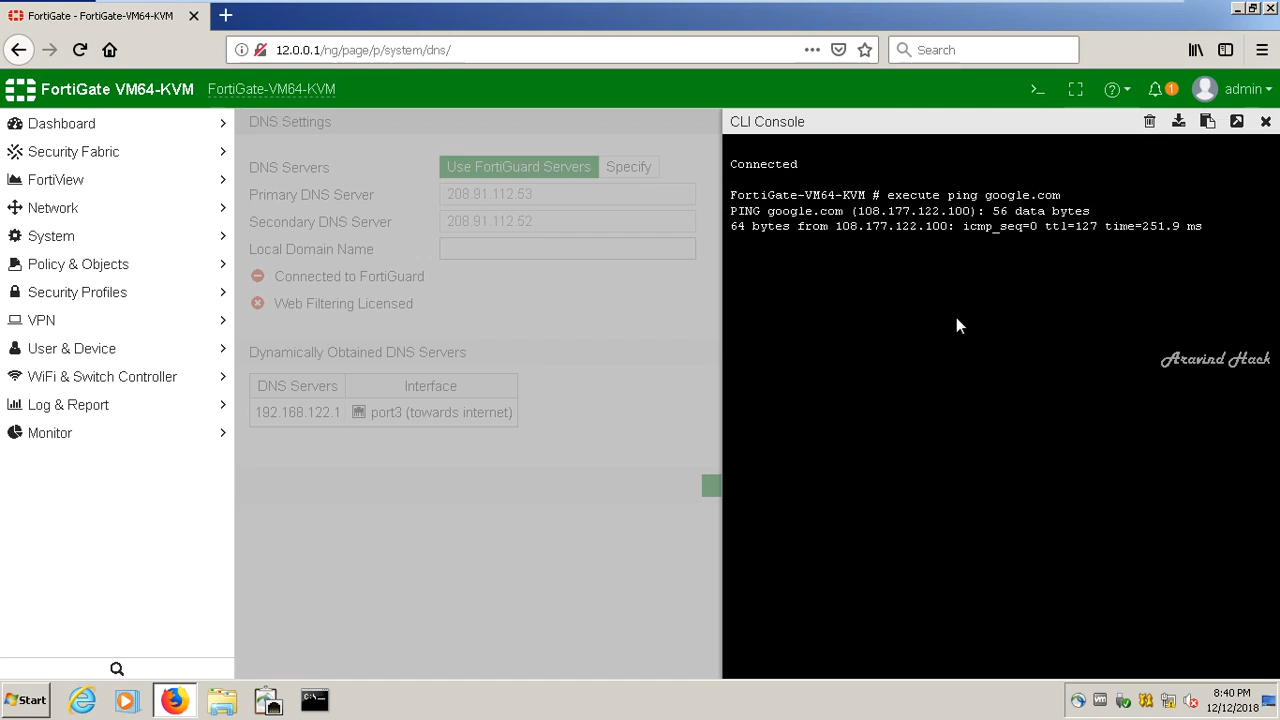 FortiGate - FortiGate-VM64-KVM
12.0.0.1/ng/page/p/system/dns/
Search
FortiGate VM64-KVM
FortiGate-VM64-KVM
>_
?
1
admin
Dashboard
Security Fabric
FortiView
Network
System
Policy & Objects
Security Profiles
VPN
User & Device
WiFi & Switch Controller
Log & Report
Monitor
DNS Settings
DNS Servers Use FortiGuard Servers Specify
Primary DNS Server 208.91.112.53
Secondary DNS Server 208.91.112.52
Local Domain Name
Connected to FortiGuard
Web Filtering Licensed
Dynamically Obtained DNS Servers
DNS Servers Interface
192.168.122.1 port3 (towards internet)
CLI Console
Connected
FortiGate-VM64-KVM # execute ping google.com
PING google.com (108.177.122.100): 56 data bytes
64 bytes from 108.177.122.100: icmp_seq=0 ttl=127 time=251.9 ms
Aravind Hack
Start
8:40 PM
12/12/2018